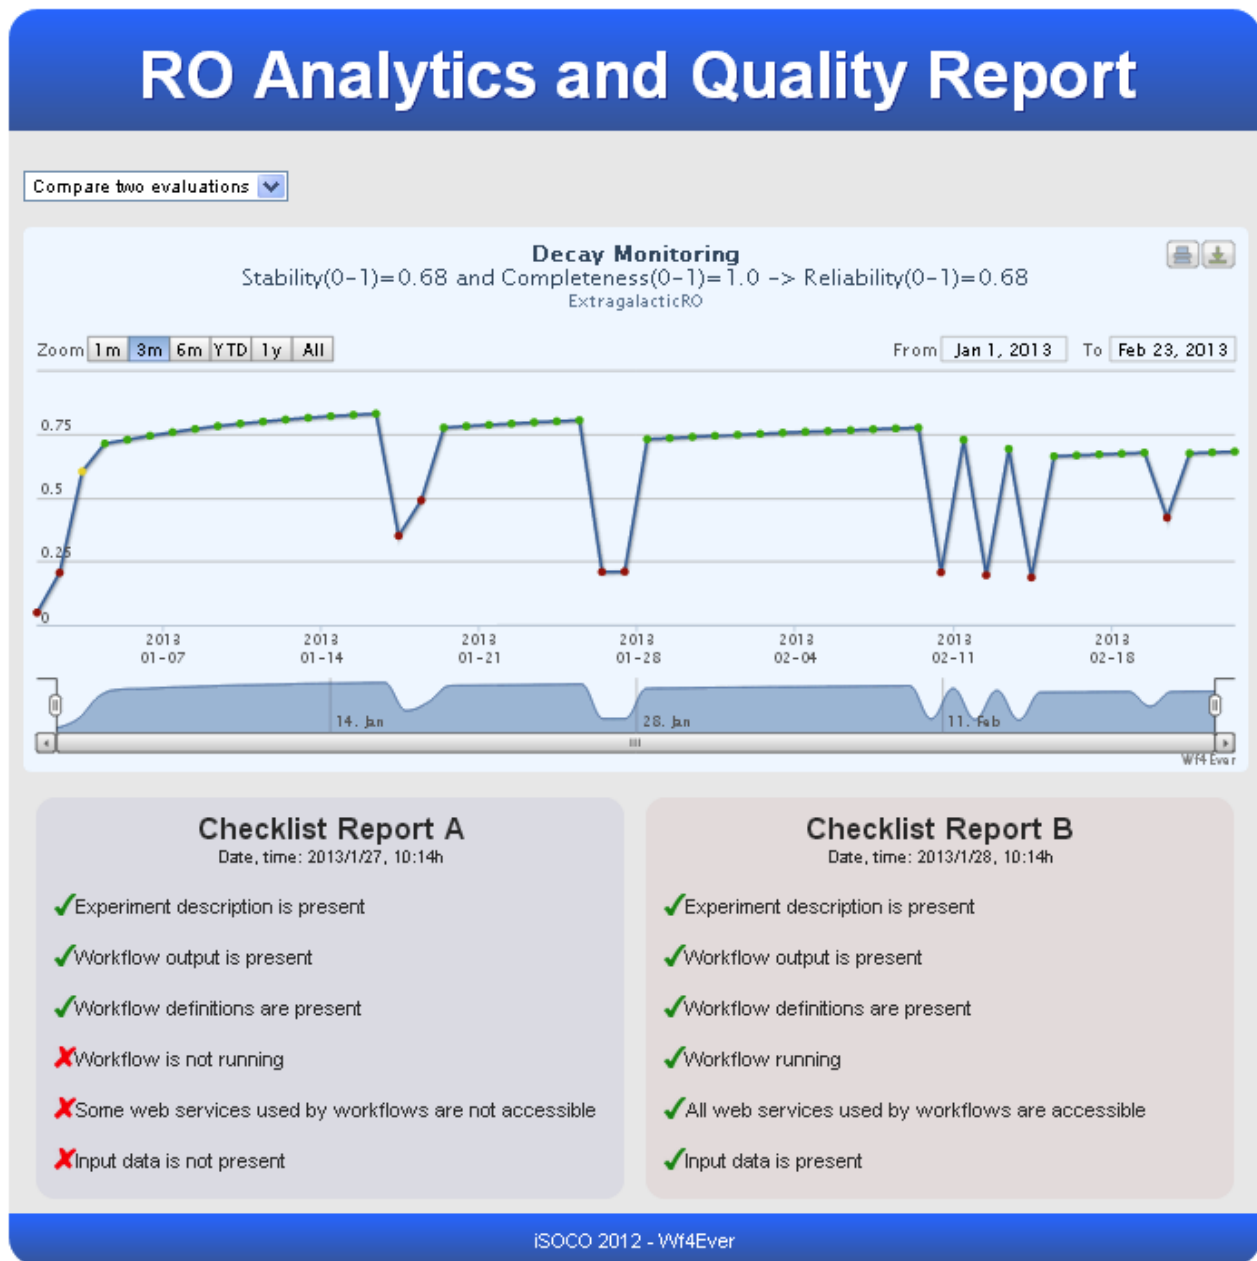 RO Analytics and Quality Report
Compare two evaluations
Decay Monitoring
Stability(0-1)=0.68 and Completeness(0-1)=1.0 -> Reliability(0-1)=0.68
ExtragalacticRO
Zoom 1m 3m 6m YTD 1y All From Jan 1, 2013 To Feb 23, 2013
0.75
0.5
0.25
0
2013 2013 2013 2013 2013 2013 2013
01-07 01-14 01-21 01-28 02-04 02-11 02-18
14. Jan 28. Jan 11. Feb
Wf4Ever
Checklist Report A
Date, time: 2013/1/27, 10:14h
Experiment description is present
Workflow output is present
Workflow definitions are present
Workflow is not running
Some web services used by workflows are not accessible
Input data is not present
Checklist Report B
Date, time: 2013/1/28, 10:14h
Experiment description is present
Workflow output is present
Workflow definitions are present
Workflow running
All web services used by workflows are accessible
Input data is present
iSOCO 2012 - Wf4Ever